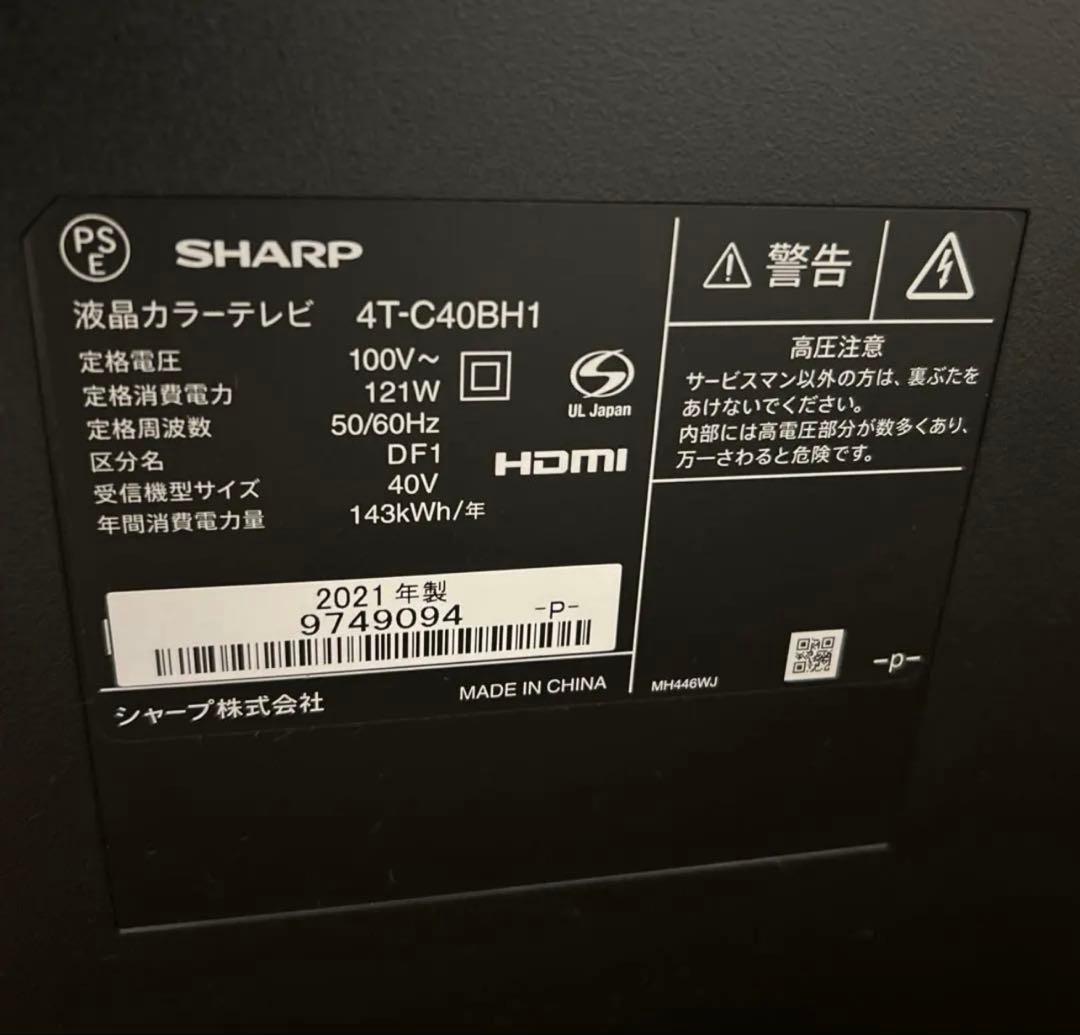 PS
E
SHARP
液晶カラーテレビ 4T-C40BH1
定格電圧 100V～
定格消費電力 121W
定格周波数 50/60Hz
区分名 DF1
受信機型サイズ 40V
年間消費電力量 143kWh/年
UL Japan
HDMI
2021 年製
9749094 -P-
シャープ株式会社 MADE IN CHINA
警告
高圧注意
サービスマン以外の方は、裏ぶたを
あけないでください。
内部には高電圧部分が数多くあり、
万一さわると危険です。
MH446WJ
-P-